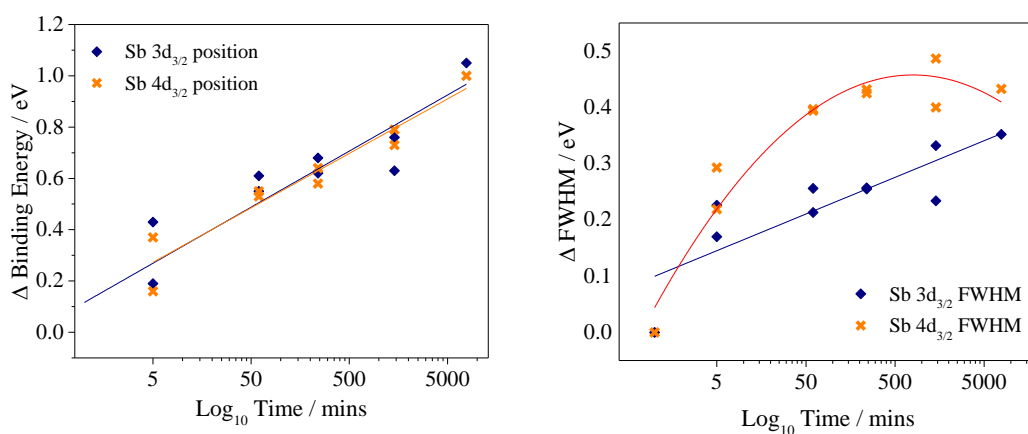 1.2
1.0
0.8
0.6
0.4
0.2
0.0
Δ Binding Energy / eV
Sb 3d3/2 position
Sb 4d3/2 position
5
50
500
5000
Log10 Time / mins
0.5
0.4
0.3
0.2
0.1
0.0
Δ FWHM / eV
Sb 3d3/2 FWHM
Sb 4d3/2 FWHM
5
50
500
5000
Log10 Time / mins